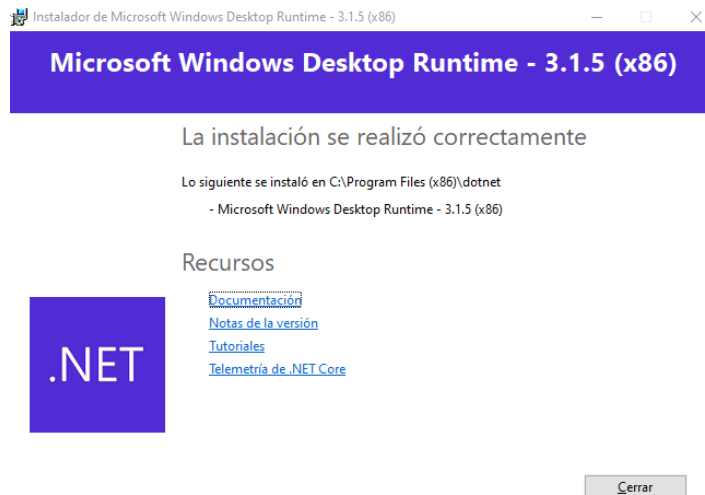 Instalador de Microsoft Windows Desktop Runtime - 3.1.5 (x86)
Microsoft Windows Desktop Runtime - 3.1.5 (x86)
La instalación se realizó correctamente
Lo siguiente se instaló en C:\Program Files (x86)\dotnet
- Microsoft Windows Desktop Runtime - 3.1.5 (x86)
Recursos
Documentación
Notas de la versión
Tutoriales
Telemetría de .NET Core
.NET
Cerrar